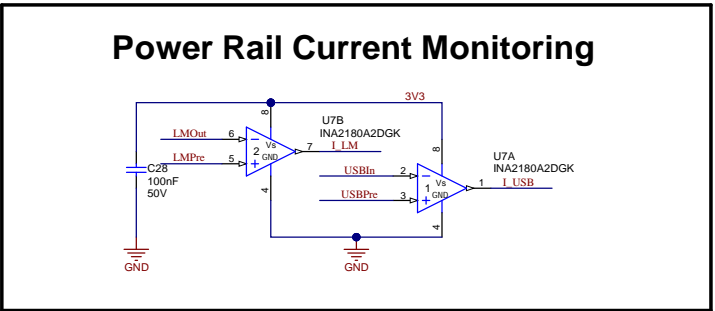 Power Rail Current Monitoring
3V3
8
U7B
INA2180A2DGK
LMOut 6
− 2 Vs
7 I_LM
LMPre 5
+ GND
4
C28
100nF
50V
8
U7A
INA2180A2DGK
USBIn 2
− 1 Vs
1 I_USB
USBPre 3
+ GND
4
GND
GND